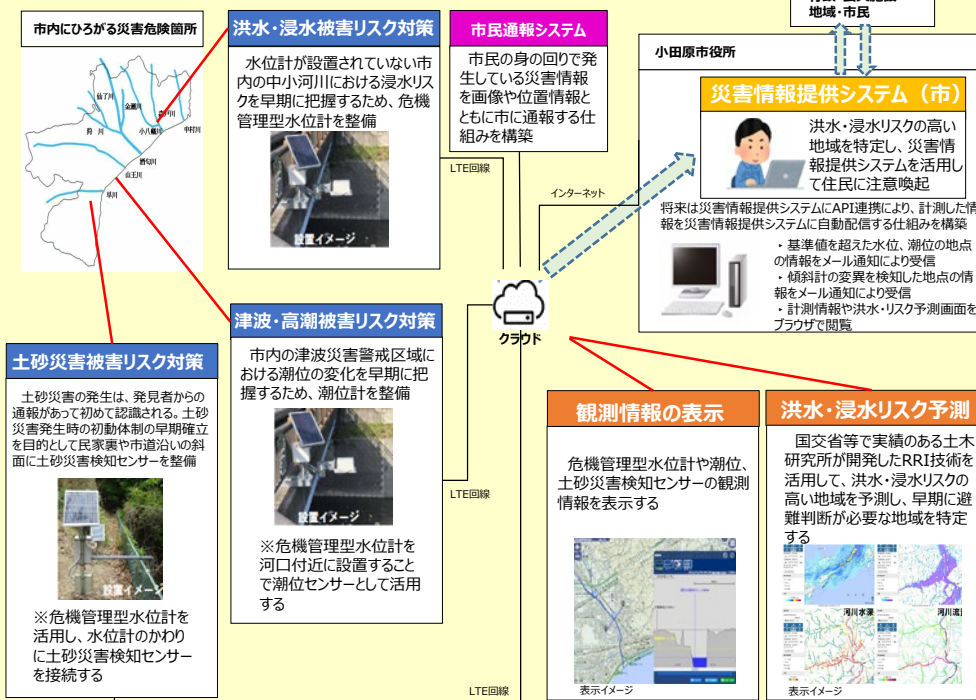 地域・市民
市内にひろがる災害危険箇所
仙了川
金瀬川
森戸川
狩 川
小八幡川
中村川
酒匂川
山王川
早川
洪水・浸水被害リスク対策
水位計が設置されていない市
内の中小河川における浸水リス
クを早期に把握するため、危機
管理型水位計を整備
設置イメージ
市民通報システム
市民の身の回りで発
生している災害情報
を画像や位置情報と
ともに市に通報する仕
組みを構築
LTE回線
インターネット
小田原市役所
災害情報提供システム（市）
洪水・浸水リスクの高い
地域を特定し、災害情
報提供システムを活用し
て住民に注意喚起
将来は災害情報提供システムにAPI連携により、計測した情
報を災害情報提供システムに自動配信する仕組みを構築
・基準値を超えた水位、潮位の地点
の情報をメール通知により受信
・傾斜計の変異を検知した地点の情
報をメール通知により受信
・計測情報や洪水・リスク予測画面を
ブラウザで閲覧
クラウド
津波・高潮被害リスク対策
市内の津波災害警戒区域に
おける潮位の変化を早期に把
握するため、潮位計を整備
設置イメージ
※危機管理型水位計を
河口付近に設置すること
で潮位センサーとして活用
する
LTE回線
土砂災害被害リスク対策
土砂災害の発生は、発見者からの
通報があって初めて認識される。土砂
災害発生時の初動体制の早期確立
を目的として民家裏や市道沿いの斜
面に土砂災害検知センサーを整備
設置イメージ
※危機管理型水位計を
活用し、水位計のかわり
に土砂災害検知センサー
を接続する
LTE回線
観測情報の表示
危機管理型水位計や潮位、
土砂災害検知センサーの観測
情報を表示する
表示イメージ
洪水・浸水リスク予測
国交省等で実績のある土木
研究所が開発したRRI技術を
活用して、洪水・浸水リスクの
高い地域を予測し、早期に避
難判断が必要な地域を特定
する
河川水深
河川流
表示イメージ